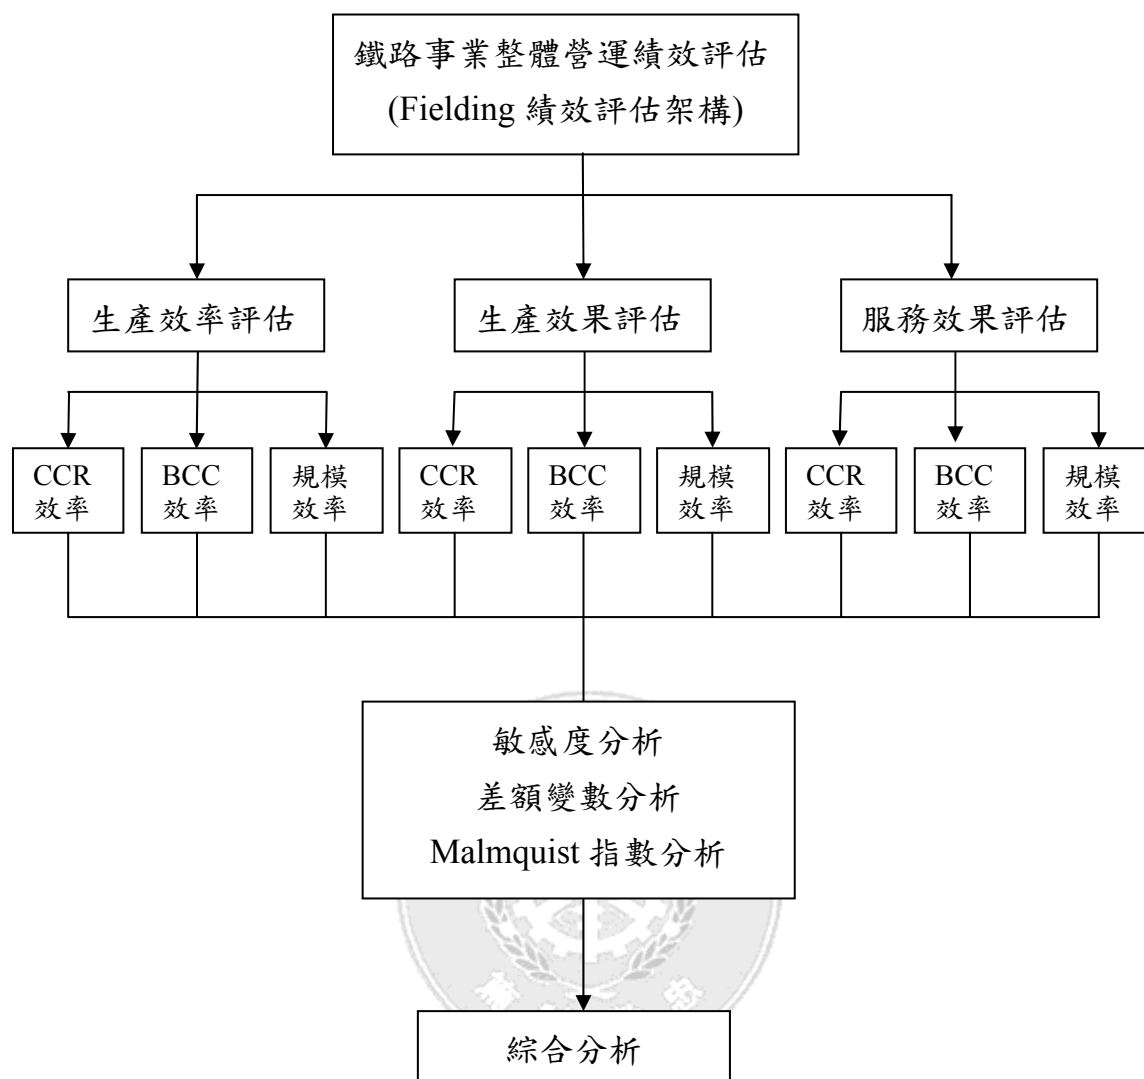 鐵路事業整體營運績效評估
(Fielding 績效評估架構)
生產效率評估
生產效果評估
服務效果評估
CCR
效率
BCC
效率
規模
效率
CCR
效率
BCC
效率
規模
效率
CCR
效率
BCC
效率
規模
效率
敏感度分析
差額變數分析
Malmquist 指數分析
綜合分析